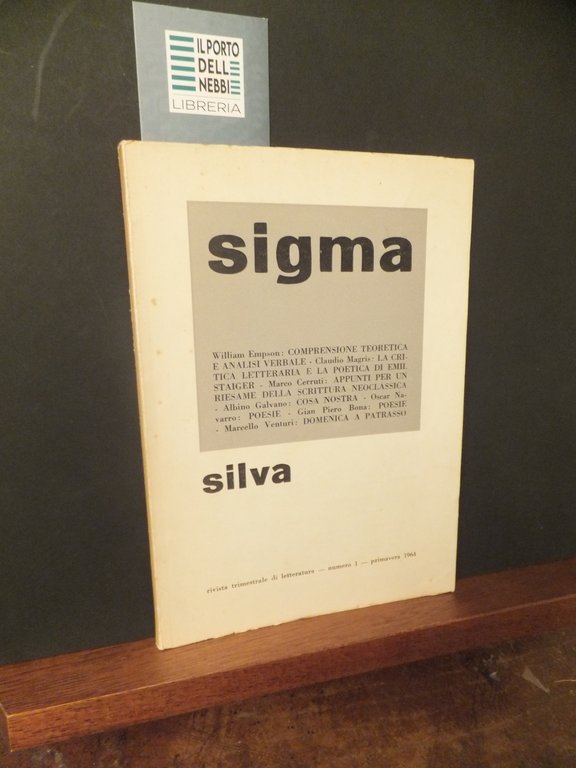 IL PORTO
DELLE
NEBBIE
LIBRERIA
sigma
William Empson: COMPRENSIONE TEORETICA
E ANALISI VERBALE - Claudio Magris: LA CRI-
TICA LETTERARIA E LA POETICA DI EMIL
STAIGER - Marco Cerruti: APPUNTI PER UN
RIESAME DELLA SCRITTURA NEOCLASSICA
- Albino Galvano: COSA NOSTRA - Oscar Na-
varro: POESIE - Gian Piero Bona: POESIE
- Marcello Venturi: DOMENICA A PATRASSO
silva
rivista trimestrale di letteratura — numero 1 — primavera 1964